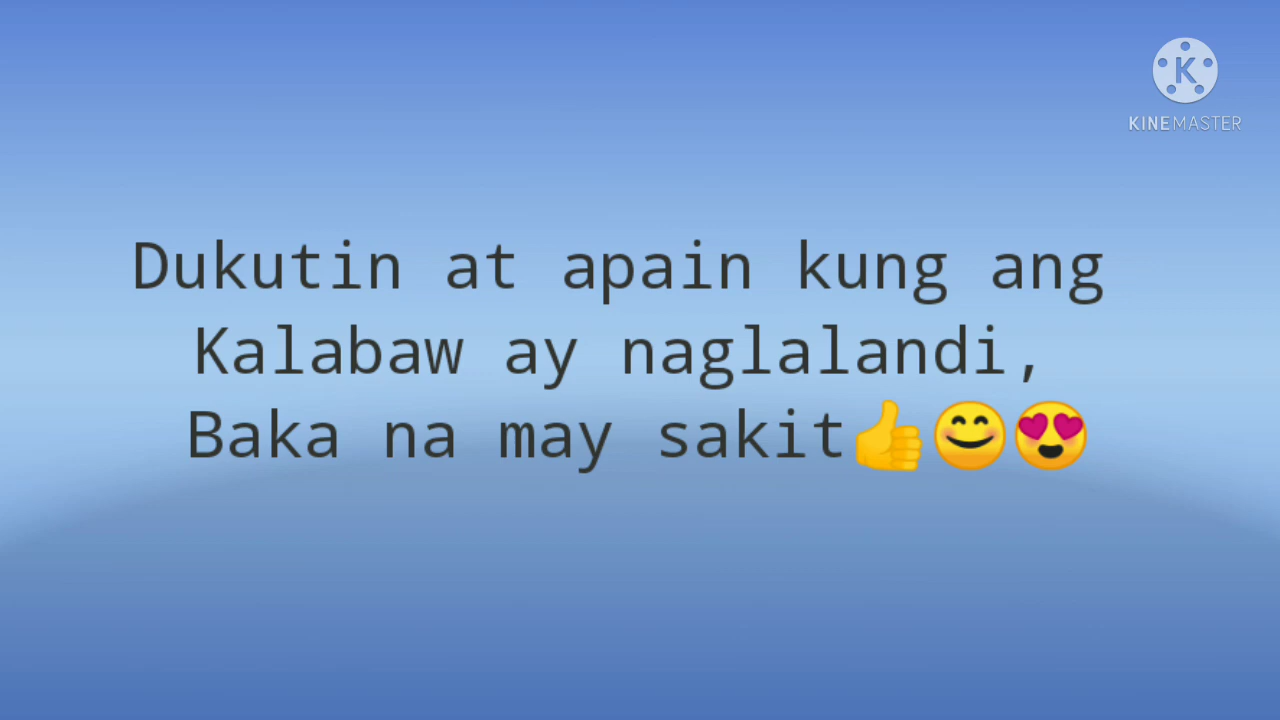 KINEMASTER
Dukutin at apain kung ang
Kalabaw ay naglalandi,
Baka na may sakit👍😊😍